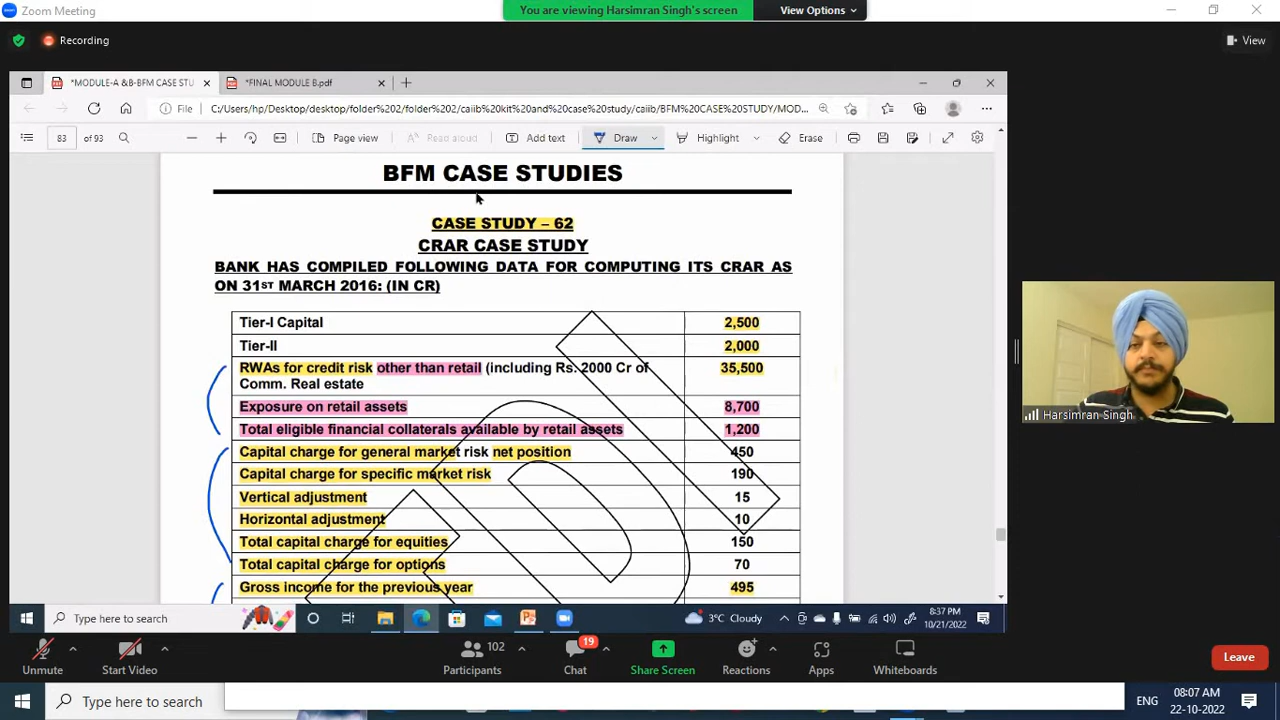 Zoom Meeting
You are viewing Harsimran Singh's screen
View Options
Recording
View
*MODULE-A &B-BFM CASE STU
*FINAL MODULE B.pdf
File
C:/Users/hp/Desktop/desktop/folder%202/folder%202/caiib%20kit%20and%20case%20study/caiib/BFM%20CASE%20STUDY/MOD...
83 of 93
Page view
Read aloud
Add text
Draw
Highlight
Erase
BFM CASE STUDIES
CASE STUDY – 62
CRAR CASE STUDY
BANK HAS COMPILED FOLLOWING DATA FOR COMPUTING ITS CRAR AS
ON 31ST MARCH 2016: (IN CR)
Tier-I Capital 2,500
Tier-II 2,000
RWAs for credit risk other than retail (including Rs. 2000 Cr of 35,500
Comm. Real estate
Exposure on retail assets 8,700
Total eligible financial collaterals available by retail assets 1,200
Capital charge for general market risk net position 450
Capital charge for specific market risk 190
Vertical adjustment 15
Horizontal adjustment 10
Total capital charge for equities 150
Total capital charge for options 70
Gross income for the previous year 495
Harsimran Singh
Type here to search
3°C Cloudy
8:37 PM
10/21/2022
Unmute
Start Video
102
Participants
19
Chat
Share Screen
Reactions
Apps
Whiteboards
Leave
Type here to search
ENG
08:07 AM
22-10-2022